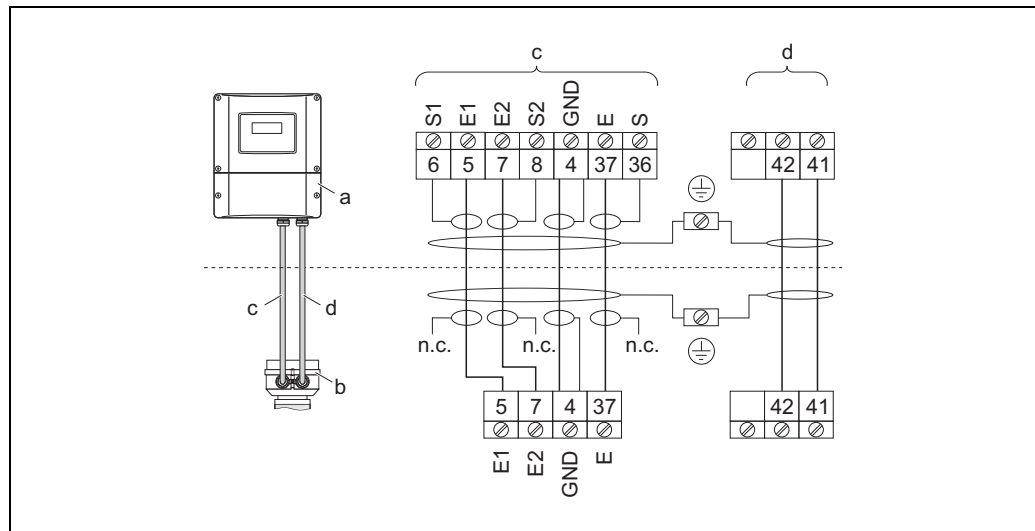 c
d
S1 E1 E2 S2 GND E S
6 5 7 8 4 37 36
42 41
a
c
d
n.c. n.c. n.c.
b
5 7 4 37
42 41
E1 E2 GND E